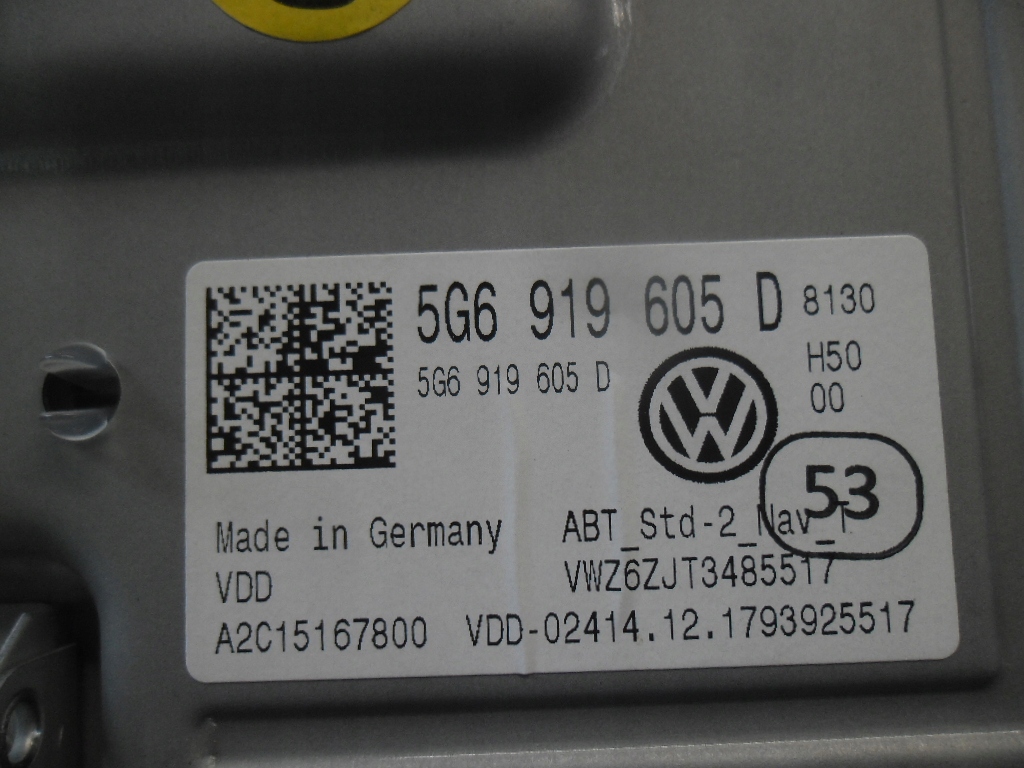 5G6 919 605 D 8130
5G6 919 605 D
H50
00
53
Made in Germany
ABT_Std-2_Nav_T
VDD
VWZ6ZJT3485517
A2C15167800
VDD-02414.12.1793925517